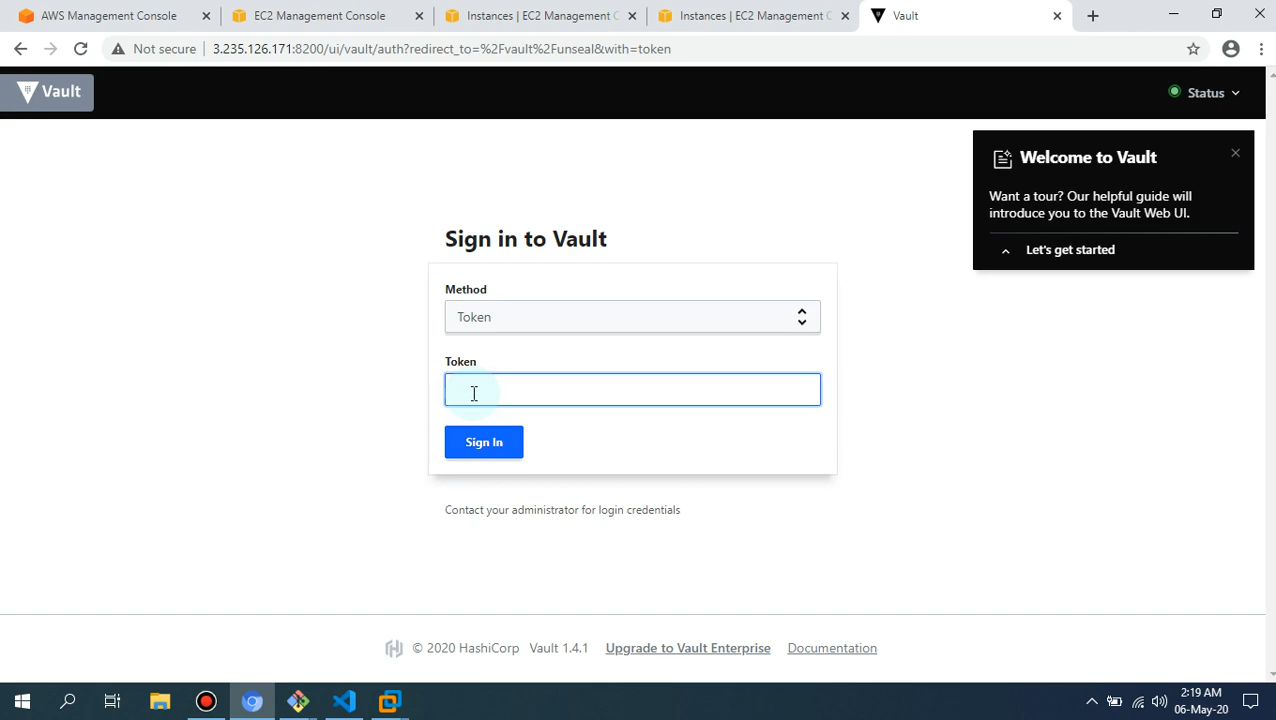 AWS Management Consol
EC2 Management Console
Instances | EC2 Management C
Instances | EC2 Management C
Vault
Not secure
3.235.126.171:8200/ui/vault/auth?redirect_to=%2Fvault%2Funseal&with=token
Vault
Status
Welcome to Vault
Want a tour? Our helpful guide will
introduce you to the Vault Web UI.
Let's get started
Sign in to Vault
Method
Token
Token
Sign In
Contact your administrator for login credentials
© 2020 HashiCorp Vault 1.4.1 Upgrade to Vault Enterprise Documentation
2:19 AM
06-May-20